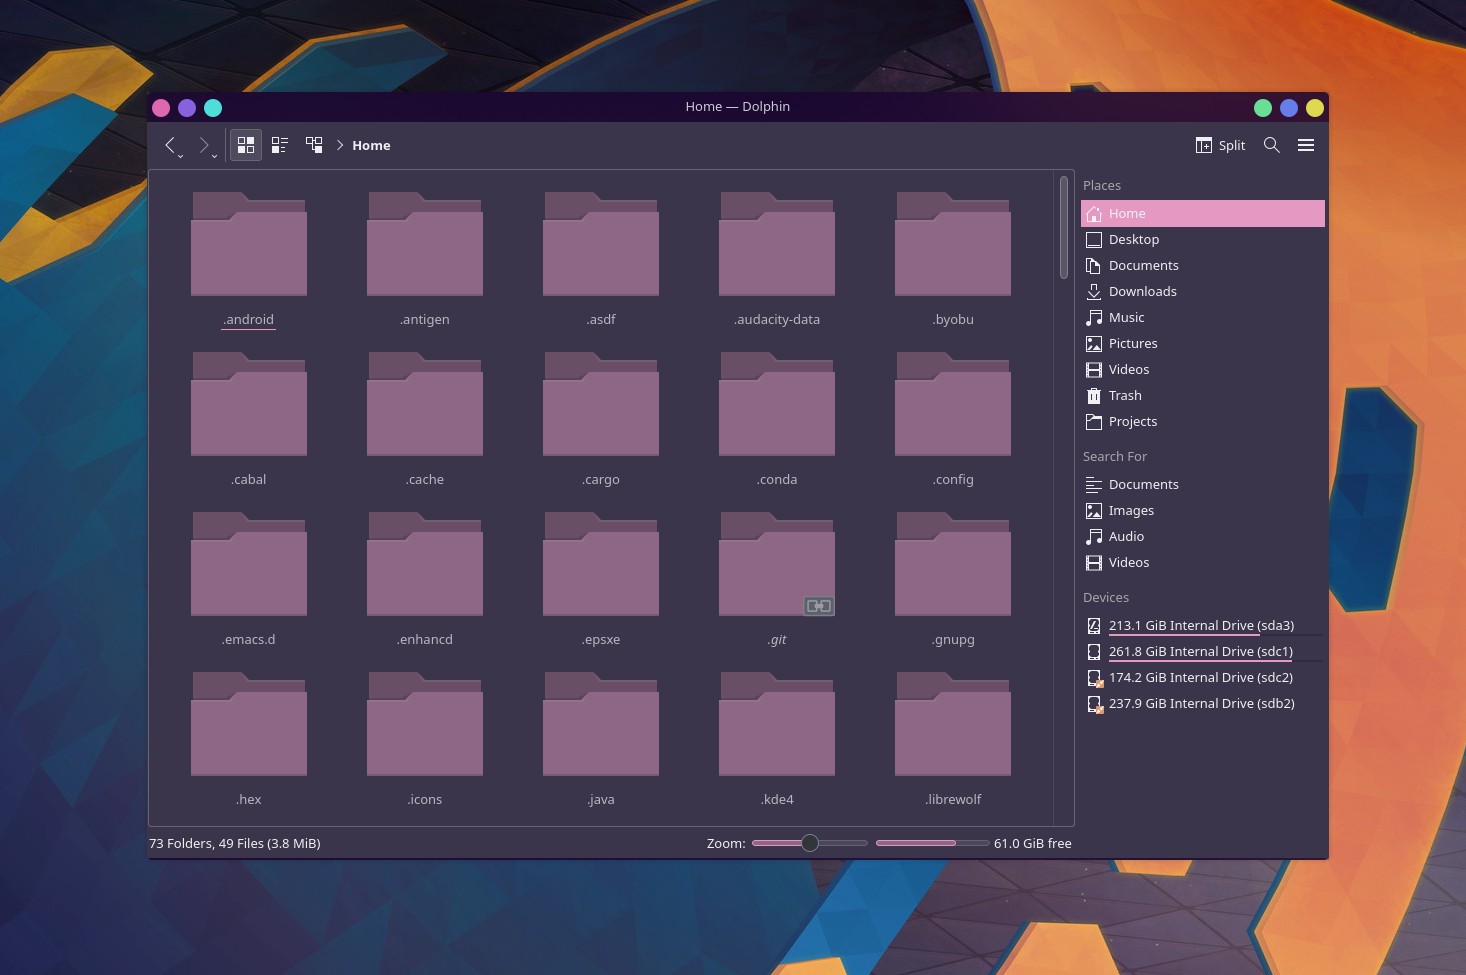 Home — Dolphin
Home
Split
.android
.antigen
.asdf
.audacity-data
.byobu
.cabal
.cache
.cargo
.conda
.config
.emacs.d
.enhancd
.epsxe
.git
.gnupg
.hex
.icons
.java
.kde4
.librewolf
Places
Home
Desktop
Documents
Downloads
Music
Pictures
Videos
Trash
Projects
Search For
Documents
Images
Audio
Videos
Devices
213.1 GiB Internal Drive (sda3)
261.8 GiB Internal Drive (sdc1)
174.2 GiB Internal Drive (sdc2)
237.9 GiB Internal Drive (sdb2)
73 Folders, 49 Files (3.8 MiB)
Zoom:
61.0 GiB free